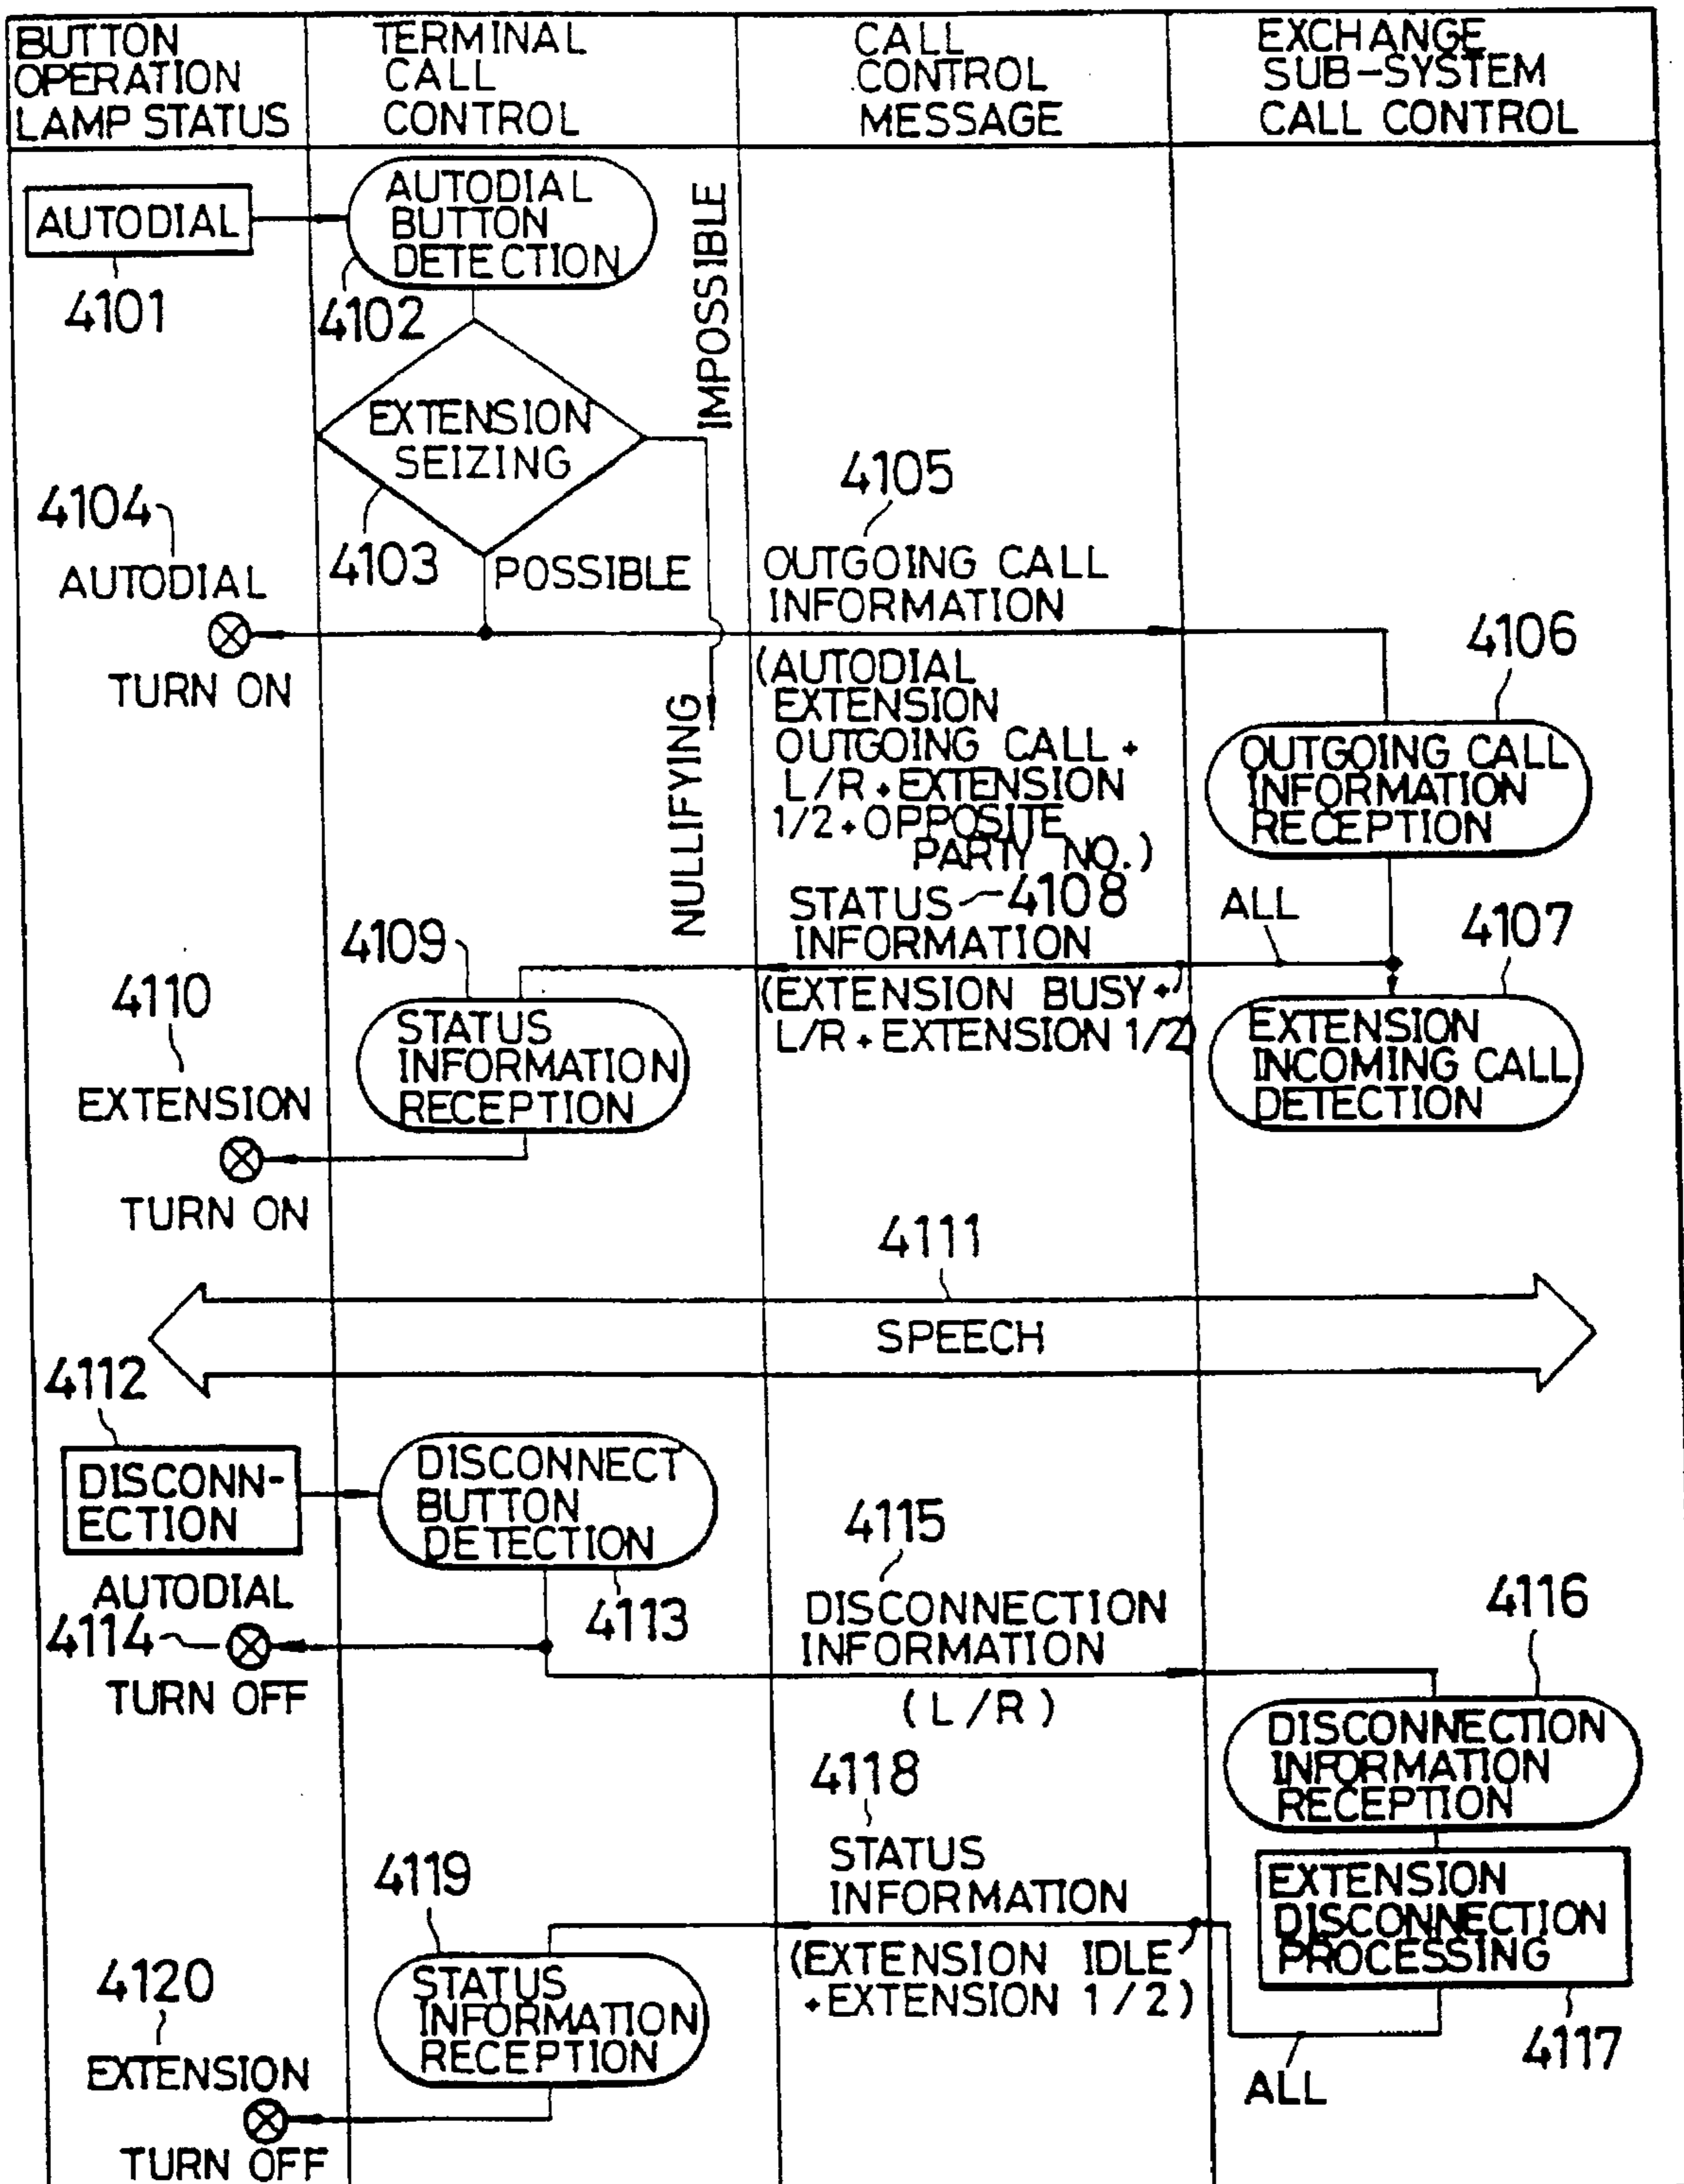 BUTTON
OPERATION
LAMP STATUS
TERMINAL
CALL
CONTROL
CALL
CONTROL
MESSAGE
EXCHANGE
SUB-SYSTEM
CALL CONTROL
AUTODIAL
4101
AUTODIAL
BUTTON
DETECTION
4102
IMPOSSIBLE
EXTENSION
SEIZING
4103
POSSIBLE
4104
AUTODIAL
TURN ON
NULLIFYING
4105
OUTGOING CALL
INFORMATION
(AUTODIAL
EXTENSION
OUTGOING CALL +
L/R + EXTENSION
1/2 + OPPOSITE
PARTY NO.)
4106
OUTGOING CALL
INFORMATION
RECEPTION
STATUS 4108
INFORMATION
(EXTENSION BUSY +
L/R + EXTENSION 1/2)
ALL
4107
EXTENSION
INCOMING CALL
DETECTION
4109
STATUS
INFORMATION
RECEPTION
4110
EXTENSION
TURN ON
4111
SPEECH
4112
DISCONN-
ECTION
DISCONNECT
BUTTON
DETECTION
4113
AUTODIAL
4114
TURN OFF
4115
DISCONNECTION
INFORMATION
(L/R)
4116
DISCONNECTION
INFORMATION
RECEPTION
EXTENSION
DISCONNECTION
PROCESSING
4117
ALL
4118
STATUS
INFORMATION
(EXTENSION IDLE
+ EXTENSION 1/2)
4119
STATUS
INFORMATION
RECEPTION
4120
EXTENSION
TURN OFF